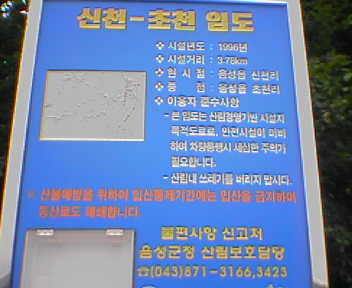 신천-초천 임도
❖ 시설년도 : 1996년
❖ 시설거리 : 3.76km
❖ 원 시 점 : 음성읍 신천리
❖ 종 점 : 음성읍 초천리
❖ 이용자 준수사항
- 본 임도는 산림경영기반 시설지
목적도로로, 안전시설이 미비
하여 차량통행시 세심한 주의가
필요합니다.
- 산림내 쓰레기를 버리지 맙시다.
※ 산불예방을 위하여 입산통제기간에는 입산을 금지하며
등산로도 폐쇄합니다.
불편사항 신고처
음성군청 산림보호담당
☎(043)871-3166,3423